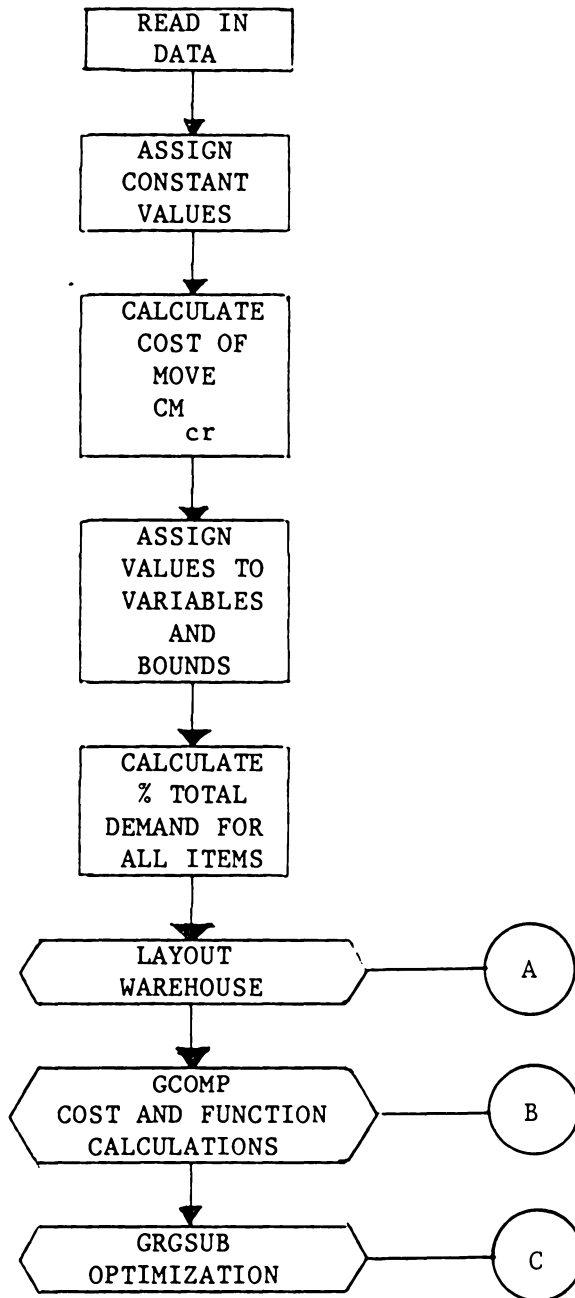 READ IN
DATA
ASSIGN
CONSTANT
VALUES
CALCULATE
COST OF
MOVE
CM
cr
ASSIGN
VALUES TO
VARIABLES
AND
BOUNDS
CALCULATE
% TOTAL
DEMAND FOR
ALL ITEMS
LAYOUT
WAREHOUSE
A
GCOMP
COST AND FUNCTION
CALCULATIONS
B
GRGSUB
OPTIMIZATION
C